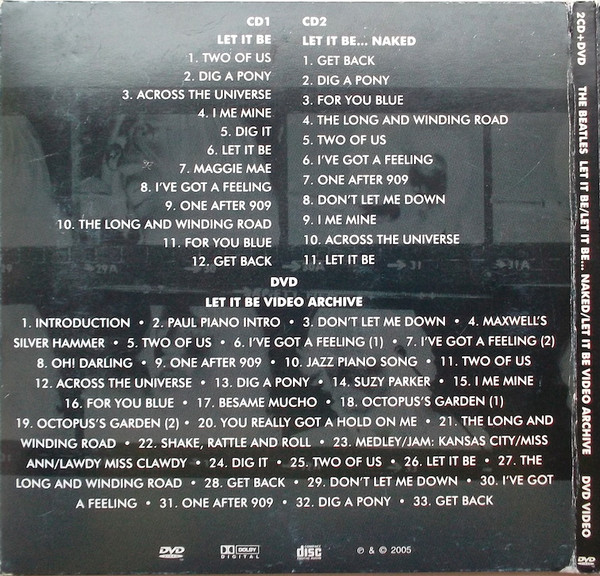 CD1
LET IT BE
1. TWO OF US
2. DIG A PONY
3. ACROSS THE UNIVERSE
4. I ME MINE
5. DIG IT
6. LET IT BE
7. MAGGIE MAE
8. I'VE GOT A FEELING
9. ONE AFTER 909
10. THE LONG AND WINDING ROAD
11. FOR YOU BLUE
12. GET BACK
CD2
LET IT BE... NAKED
1. GET BACK
2. DIG A PONY
3. FOR YOU BLUE
4. THE LONG AND WINDING ROAD
5. TWO OF US
6. I'VE GOT A FEELING
7. ONE AFTER 909
8. DON'T LET ME DOWN
9. I ME MINE
10. ACROSS THE UNIVERSE
11. LET IT BE
29
29A
31
31A
DVD
LET IT BE VIDEO ARCHIVE
1. INTRODUCTION • 2. PAUL PIANO INTRO • 3. DON'T LET ME DOWN • 4. MAXWELL'S
SILVER HAMMER • 5. TWO OF US • 6. I'VE GOT A FEELING (1) • 7. I'VE GOT A FEELING (2)
8. OH! DARLING • 9. ONE AFTER 909 • 10. JAZZ PIANO SONG • 11. TWO OF US
12. ACROSS THE UNIVERSE • 13. DIG A PONY • 14. SUZY PARKER • 15. I ME MINE
16. FOR YOU BLUE • 17. BESAME MUCHO • 18. OCTOPUS'S GARDEN (1)
19. OCTOPUS'S GARDEN (2) • 20. YOU REALLY GOT A HOLD ON ME • 21. THE LONG AND
WINDING ROAD • 22. SHAKE, RATTLE AND ROLL • 23. MEDLEY/JAM: KANSAS CITY/MISS
ANN/LAWDY MISS CLAWDY • 24. DIG IT • 25. TWO OF US • 26. LET IT BE • 27. THE
LONG AND WINDING ROAD • 28. GET BACK • 29. DON'T LET ME DOWN • 30. I'VE GOT
A FEELING • 31. ONE AFTER 909 • 32. DIG A PONY • 33. GET BACK
DVD
DOLBY
DIGITAL
COMPACT
disc
℗ & © 2005
2CD+DVD THE BEATLES LET IT BE/LET IT BE... NAKED/LET IT BE VIDEO ARCHIVE DVD VIDEO
DVD